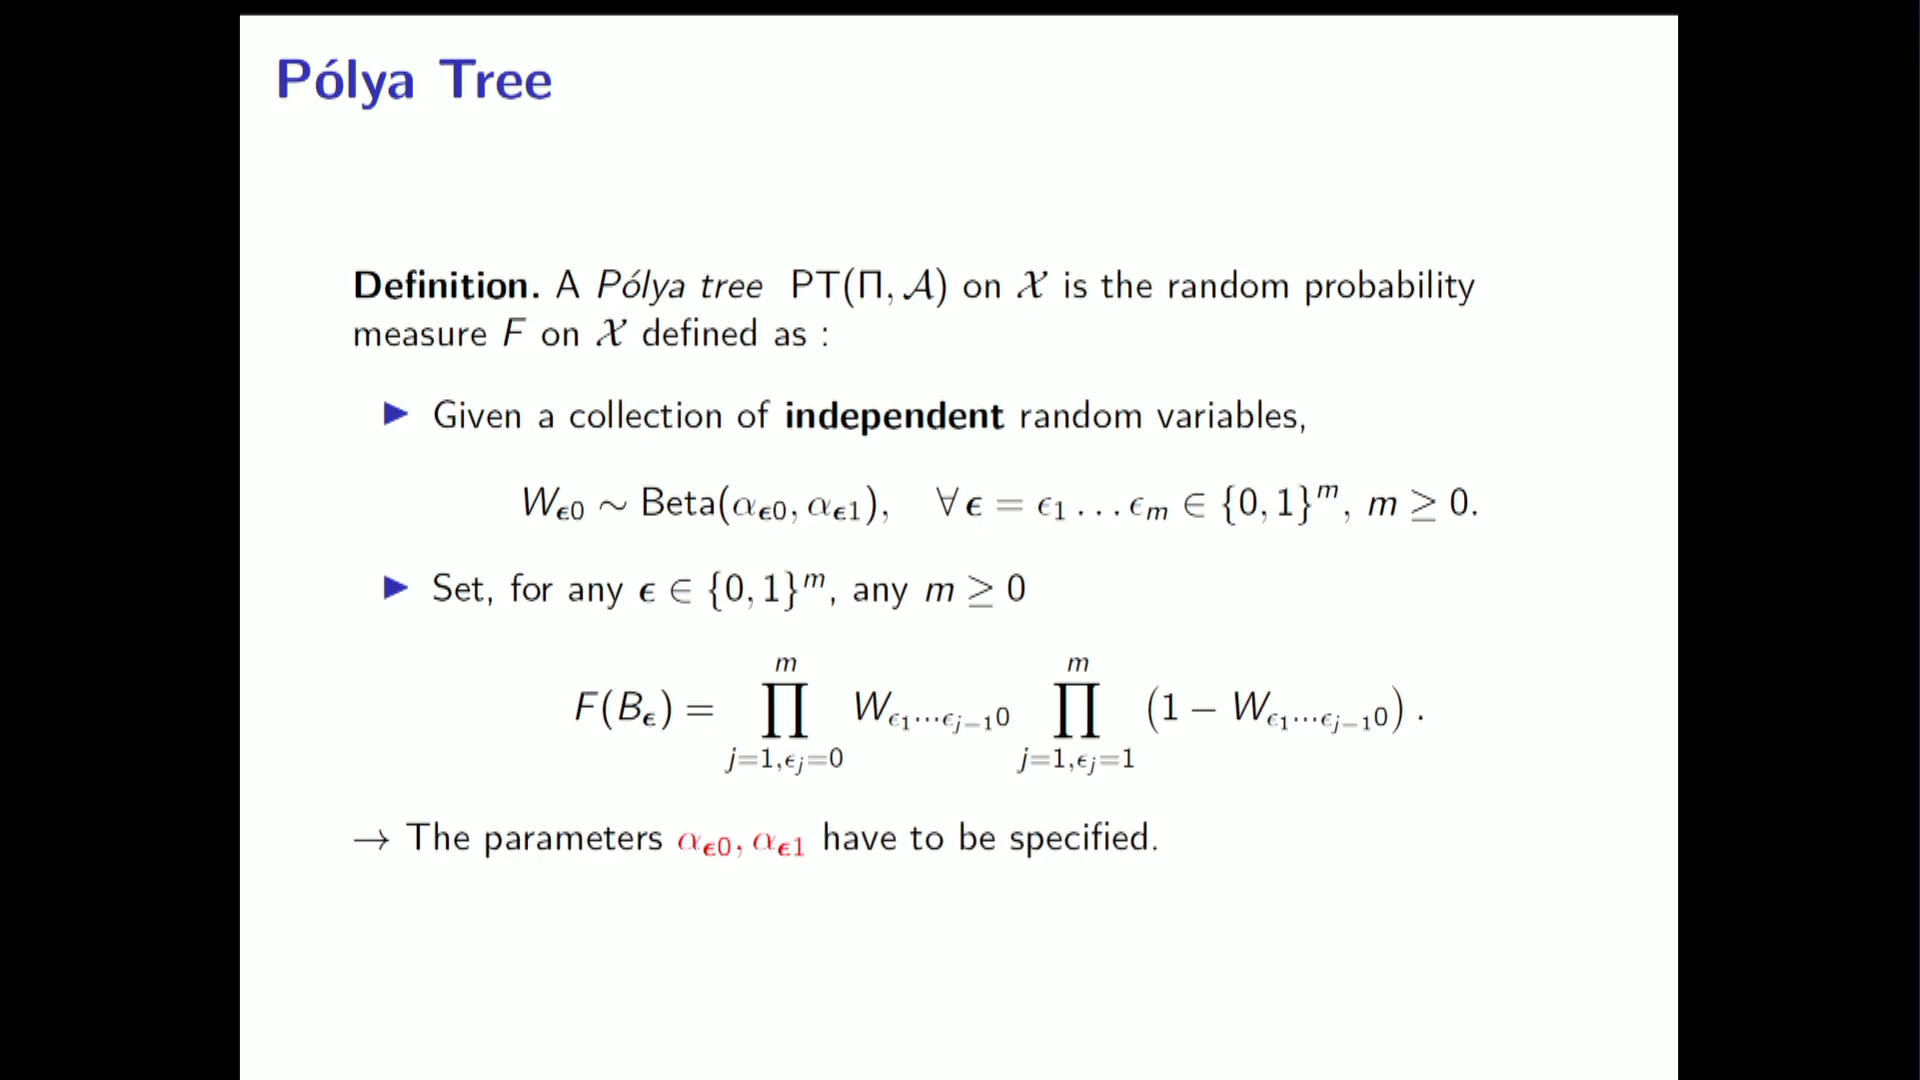 Pólya Tree
Definition. A Pólya tree PT(Π, 𝒜) on 𝒳 is the random probability
measure F on 𝒳 defined as :
▶ Given a collection of independent random variables,
W_{ϵ0} ∼ Beta(α_{ϵ0}, α_{ϵ1}), ∀ ϵ = ϵ_1 … ϵ_m ∈ {0, 1}^m, m ≥ 0.
▶ Set, for any ϵ ∈ {0, 1}^m, any m ≥ 0
F(B_ϵ) = ∏_{j=1,ϵ_j=0}^{m} W_{ϵ_1⋯ϵ_{j−1}0} ∏_{j=1,ϵ_j=1}^{m} (1 − W_{ϵ_1⋯ϵ_{j−1}0}) .
→ The parameters α_{ϵ0}, α_{ϵ1} have to be specified.